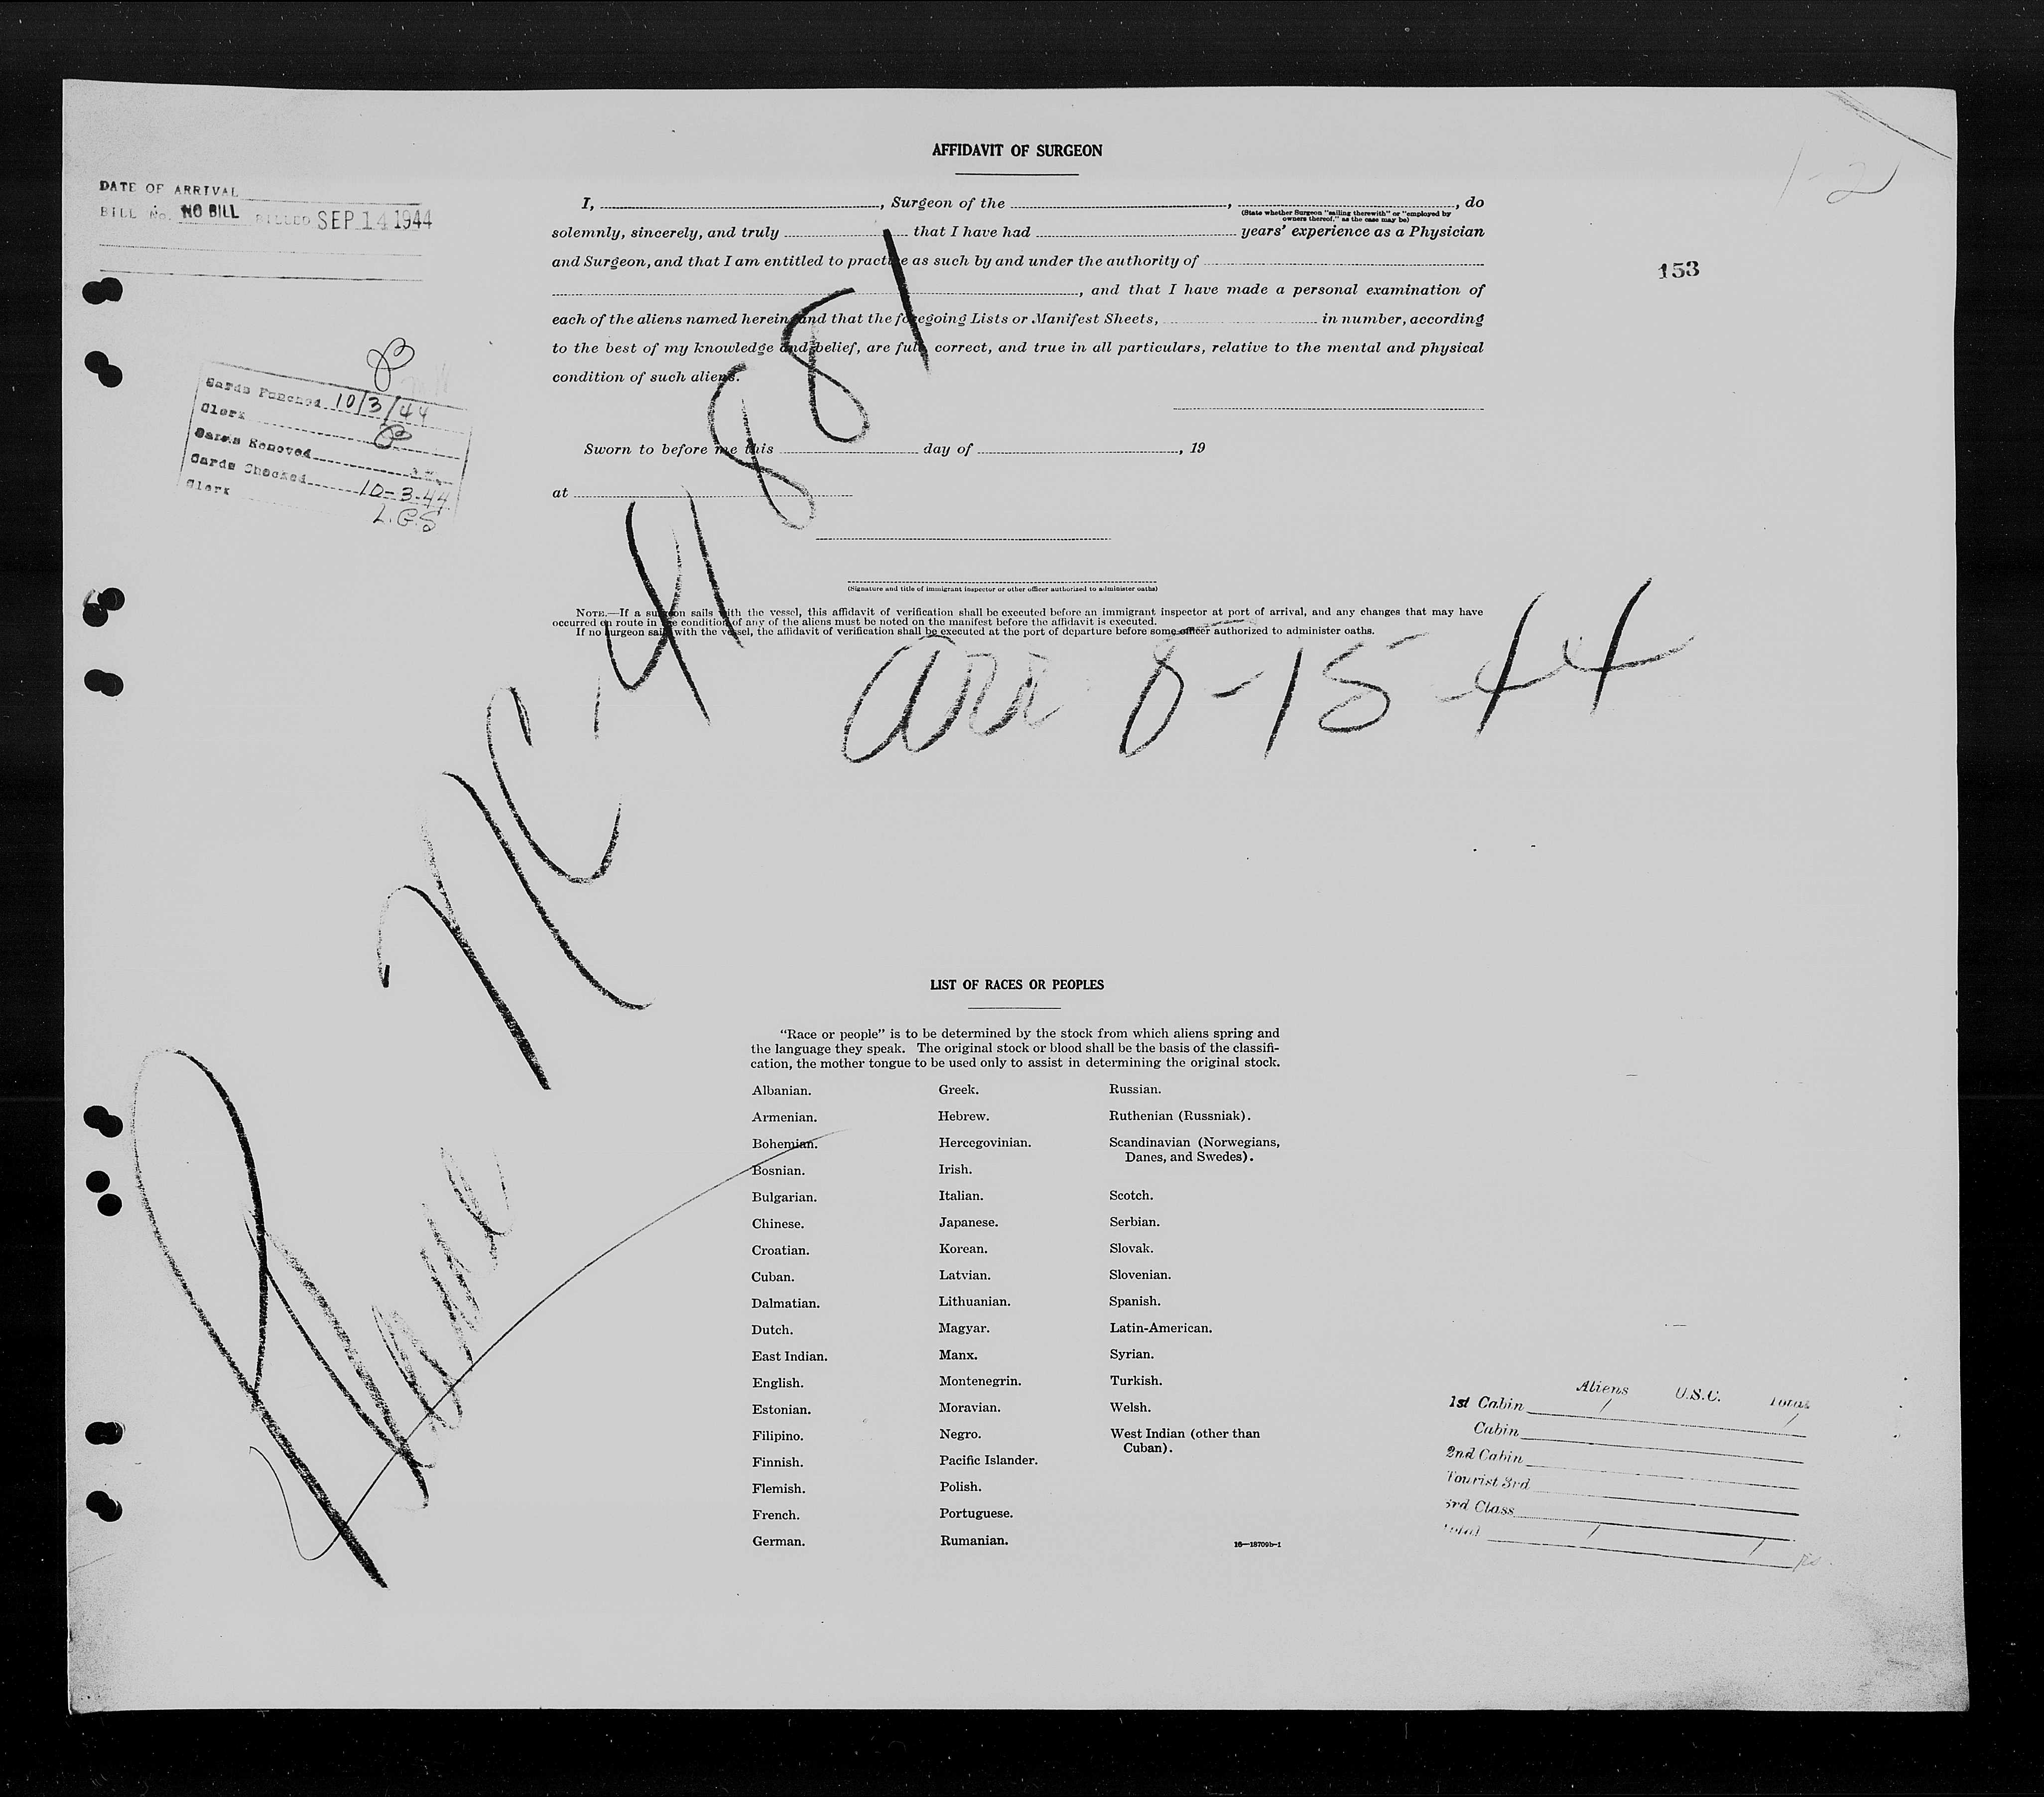 AFFIDAVIT OF SURGEON
1-2
DATE OF ARRIVAL
BILL No. NO BILL BILLED SEP 14 1944
I, , Surgeon of the , , do
(State whether Surgeon "sailing therewith" or "employed by
owners thereof," as the case may be)
solemnly, sincerely, and truly that I have had years' experience as a Physician
and Surgeon, and that I am entitled to practice as such by and under the authority of
, and that I have made a personal examination of
each of the aliens named herein and that the foregoing Lists or Manifest Sheets, in number, according
to the best of my knowledge and belief, are full, correct, and true in all particulars, relative to the mental and physical
condition of such aliens.
153
Cards Punched 10/3/44
Clerk
Cards Removed
Cards Checked 10-3-44
Clerk L.G.S
Sworn to before me this day of , 19
at
(Signature and title of immigrant inspector or other officer authorized to administer oaths)
NOTE.—If a surgeon sails with the vessel, this affidavit of verification shall be executed before an immigrant inspector at port of arrival, and any changes that may have
occurred en route in the condition of any of the aliens must be noted on the manifest before the affidavit is executed.
If no surgeon sails with the vessel, the affidavit of verification shall be executed at the port of departure before some officer authorized to administer oaths.
Plane NC-41881
arr 8-15-44
LIST OF RACES OR PEOPLES
"Race or people" is to be determined by the stock from which aliens spring and
the language they speak. The original stock or blood shall be the basis of the classifi-
cation, the mother tongue to be used only to assist in determining the original stock.
Albanian.
Armenian.
Bohemian.
Bosnian.
Bulgarian.
Chinese.
Croatian.
Cuban.
Dalmatian.
Dutch.
East Indian.
English.
Estonian.
Filipino.
Finnish.
Flemish.
French.
German.
Greek.
Hebrew.
Hercegovinian.
Irish.
Italian.
Japanese.
Korean.
Latvian.
Lithuanian.
Magyar.
Manx.
Montenegrin.
Moravian.
Negro.
Pacific Islander.
Polish.
Portuguese.
Rumanian.
Russian.
Ruthenian (Russniak).
Scandinavian (Norwegians,
Danes, and Swedes).
Scotch.
Serbian.
Slovak.
Slovenian.
Spanish.
Latin-American.
Syrian.
Turkish.
Welsh.
West Indian (other than
Cuban).
16—18709b-1
Aliens U.S.C. Total
1st Cabin 1 1
Cabin
2nd Cabin
Tourist 3rd
3rd Class
Total 1 1